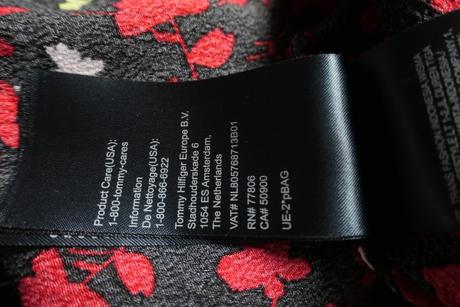 Product Care(USA):
1-800-tommy-cares
Information
De Nettoyage(USA):
1-800-866-6922
Tommy Hilfiger Europe B.V.
Stadhouderskade 6
1054 ES Amsterdam,
The Netherlands
VAT# NL805768713B01
RN# 77806
CA# 50900
UE-2*pBAG